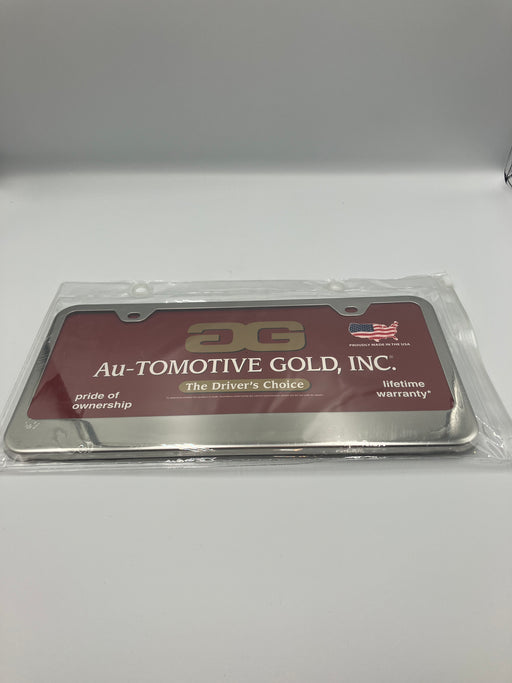 AG
PROUDLY MADE IN THE USA
Au-TOMOTIVE GOLD, INC.®
The Driver's Choice
pride of
ownership
lifetime
warranty*